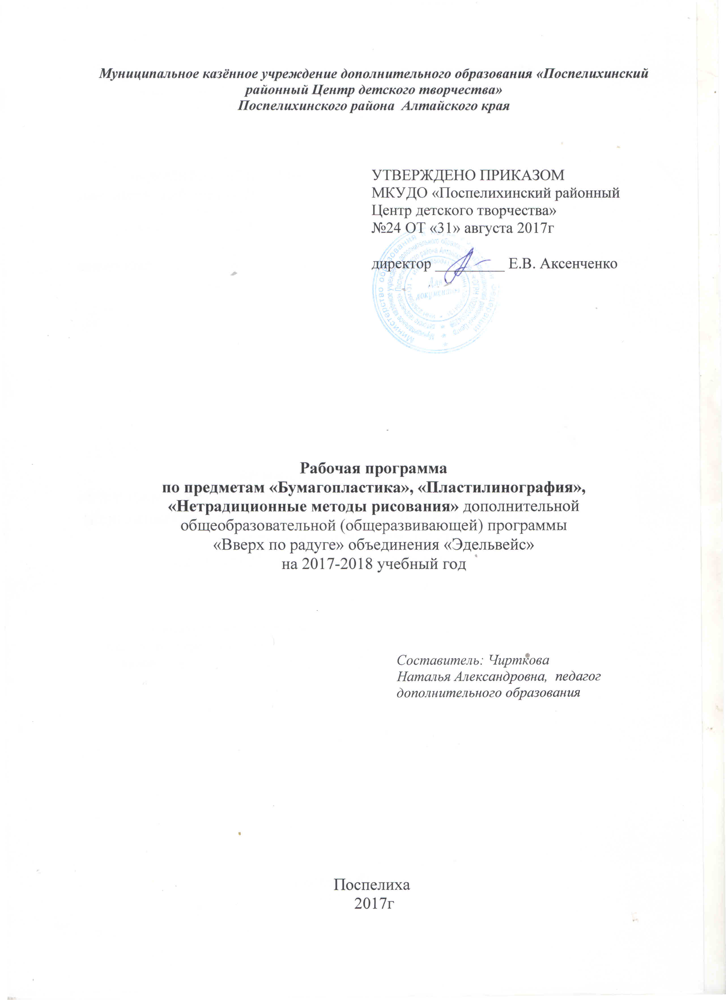 Муниципальное казённое учреждение дополнительного образования «Поспелихинский
районный Центр детского творчества»
Поспелихинского района Алтайского края
УТВЕРЖДЕНО ПРИКАЗОМ
МКУДО «Поспелихинский районный
Центр детского творчества»
№24 ОТ «31» августа 2017г
директор _________ Е.В. Аксенченко
Министерство образования
Для
документов
Рабочая программа
по предметам «Бумагопластика», «Пластилинография»,
«Нетрадиционные методы рисования» дополнительной
общеобразовательной (общеразвивающей) программы
«Вверх по радуге» объединения «Эдельвейс»
на 2017-2018 учебный год
Составитель: Чирткова
Наталья Александровна, педагог
дополнительного образования
Поспелиха
2017г